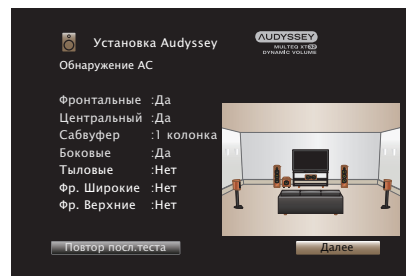 Установка Audyssey
AUDYSSEY
MULTEQ XT32
DYNAMIC VOLUME
Обнаружение АС
Фронтальные :Да
Центральный :Да
Сабвуфер :1 колонка
Боковые :Да
Тыловые :Нет
Фр. Широкие :Нет
Фр. Верхние :Нет
Повтор посл.теста
Далее